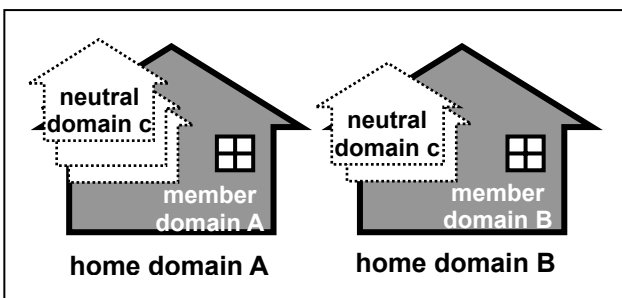 neutral
domain c
member
domain A
home domain A
neutral
domain c
member
domain B
home domain B